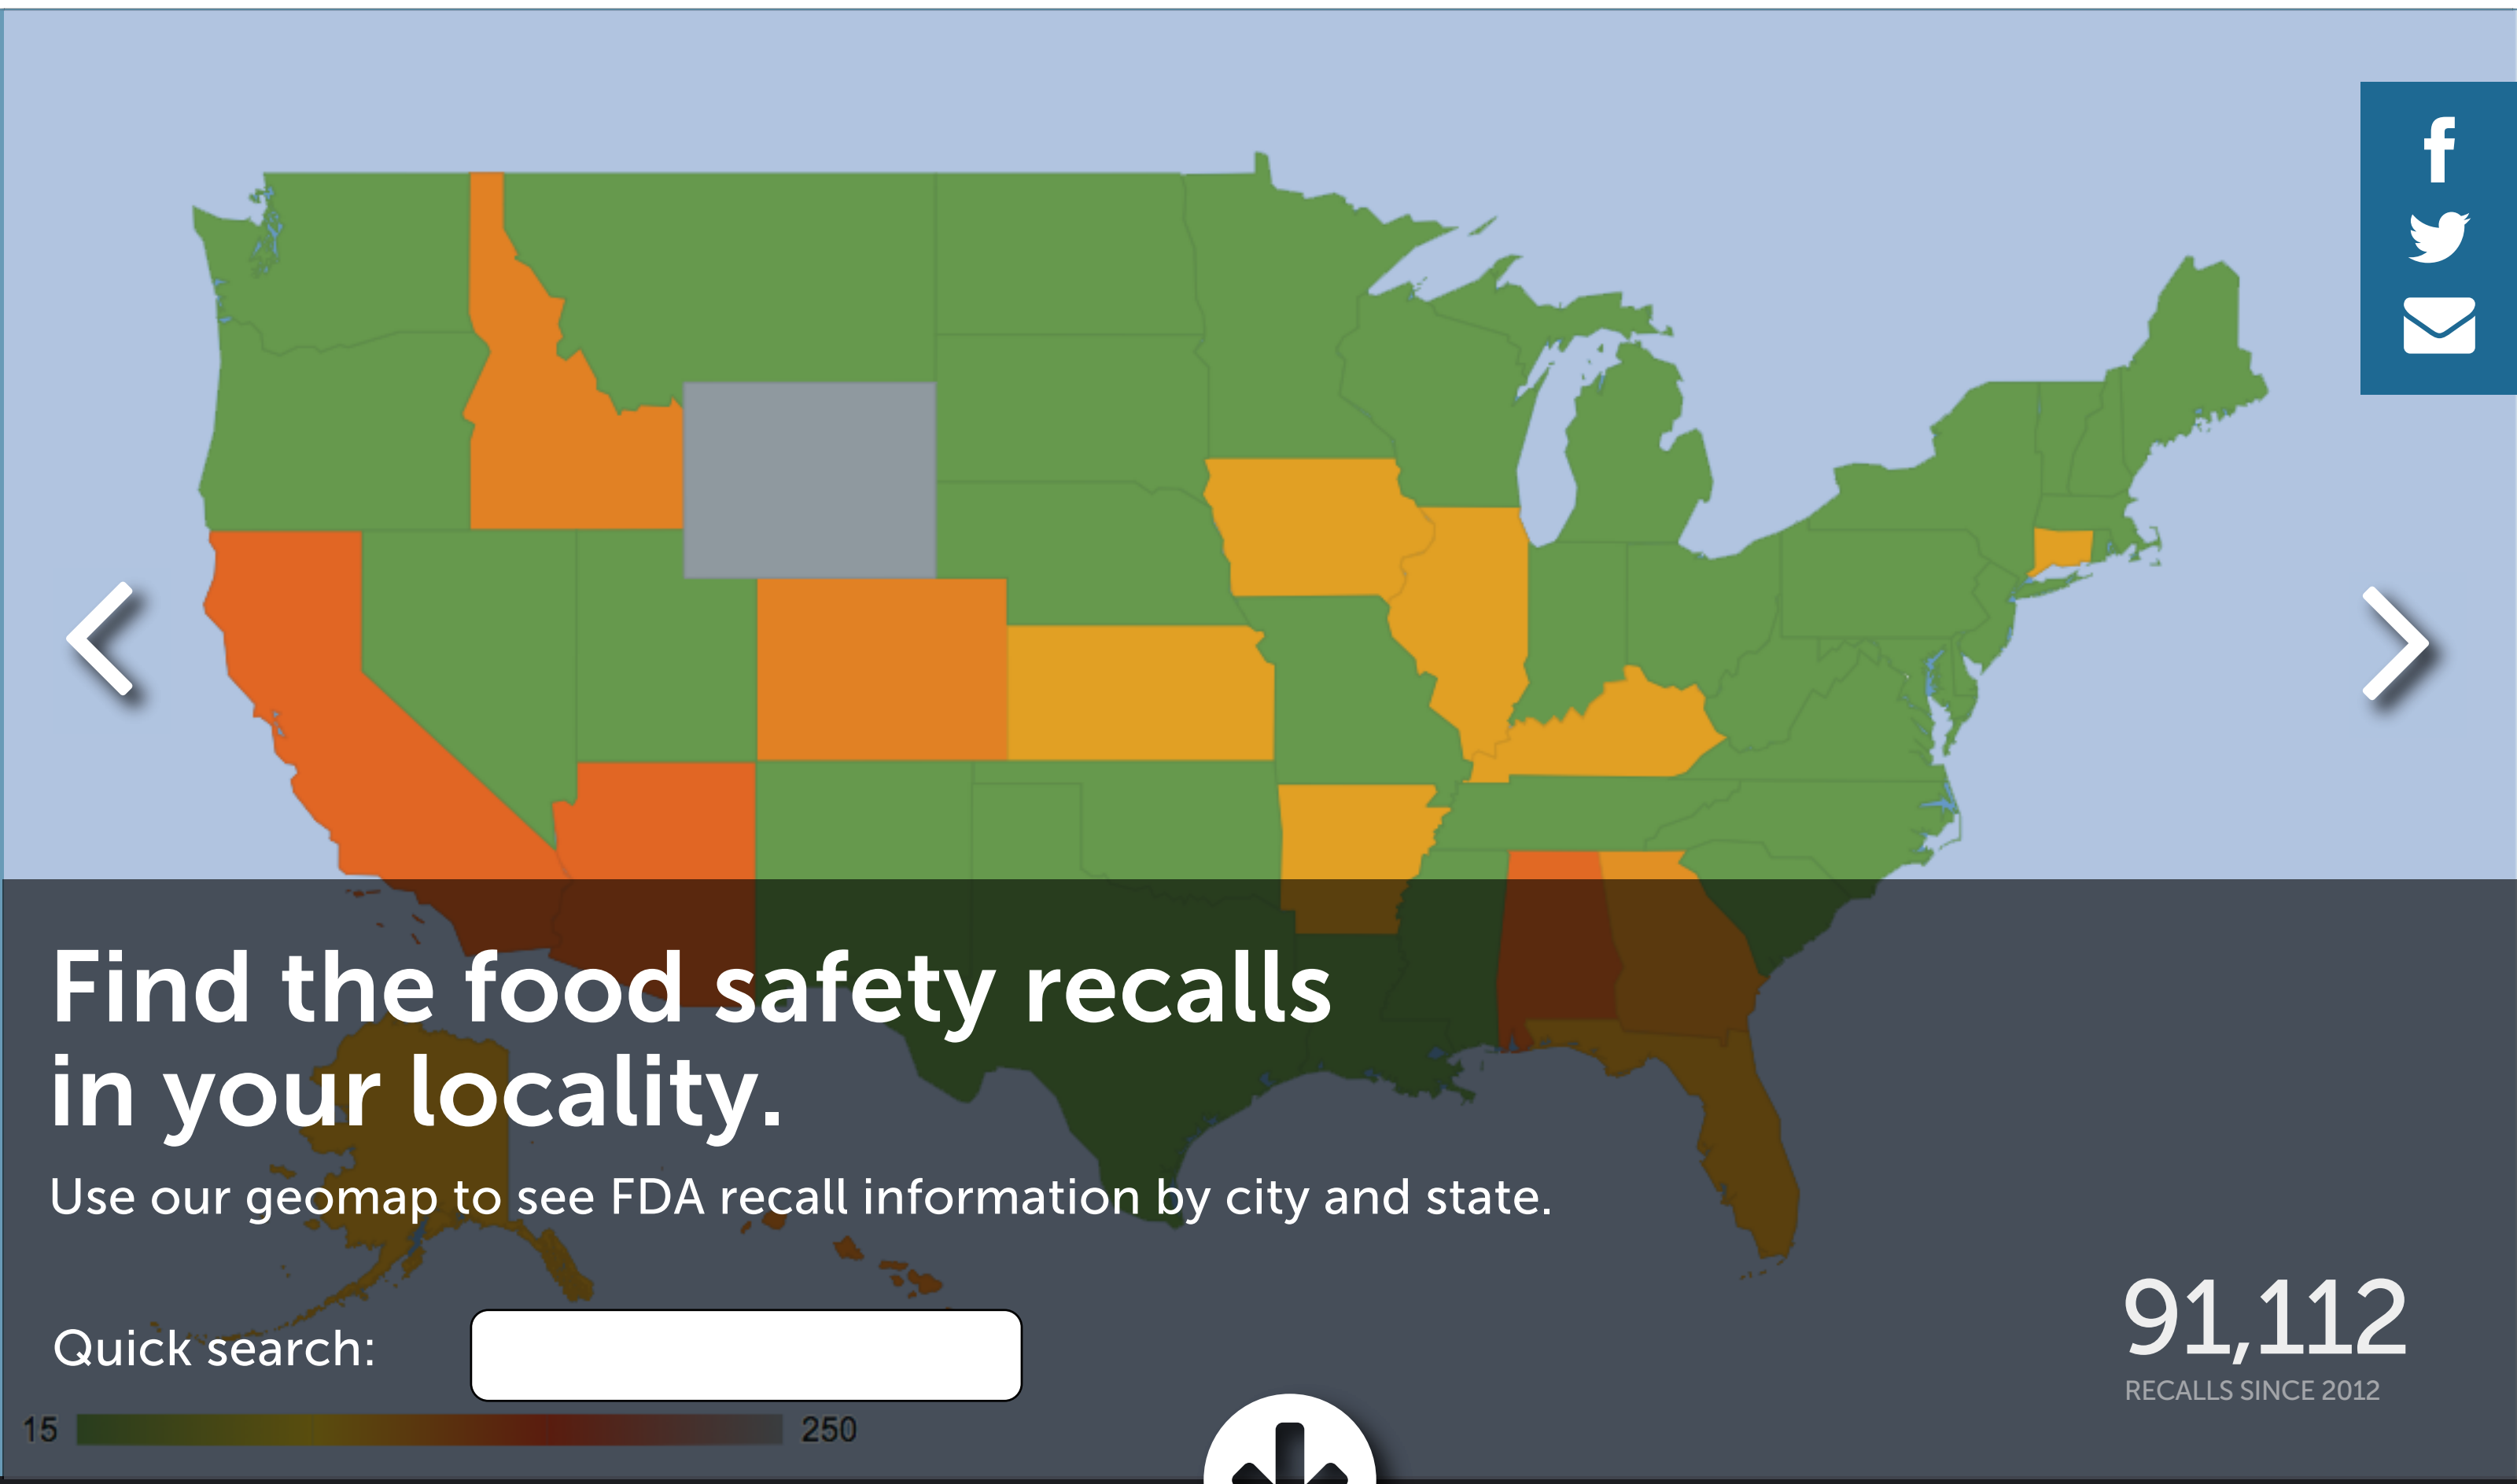 Find the food safety recalls
in your locality.
Use our geomap to see FDA recall information by city and state.
Quick search:
15
250
91,112
RECALLS SINCE 2012